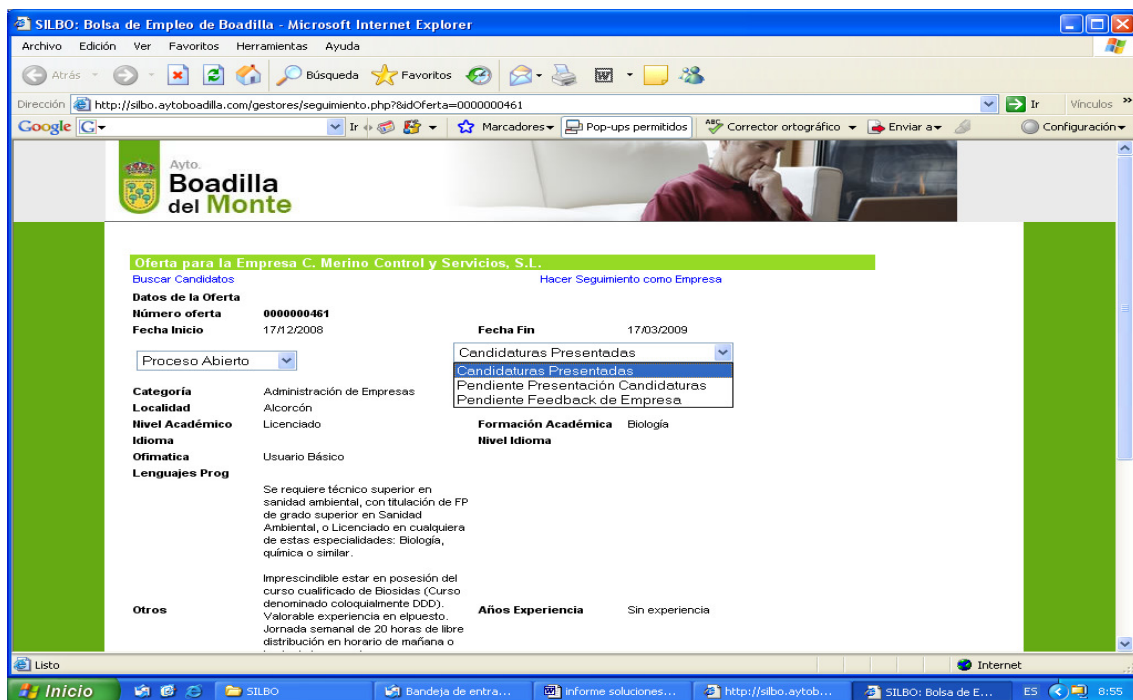 SILBO: Bolsa de Empleo de Boadilla - Microsoft Internet Explorer
Archivo Edición Ver Favoritos Herramientas Ayuda
Atrás Búsqueda Favoritos
Dirección http://silbo.aytoboadilla.com/gestores/seguimiento.php?&idOferta=0000000461 Ir Vínculos »
Google G Ir Marcadores Pop-ups permitidos ABC Corrector ortográfico Enviar a Configuración
Ayto.
Boadilla
del Monte
Oferta para la Empresa C. Merino Control y Servicios, S.L.
Buscar Candidatos Hacer Seguimiento como Empresa
Datos de la Oferta
Número oferta 0000000461
Fecha Inicio 17/12/2008 Fecha Fin 17/03/2009
Proceso Abierto Candidaturas Presentadas
Candidaturas Presentadas
Pendiente Presentación Candidaturas
Pendiente Feedback de Empresa
Categoría Administración de Empresas
Localidad Alcorcón
Nivel Académico Licenciado Formación Académica Biología
Idioma Nivel Idioma
Ofimatica Usuario Básico
Lenguajes Prog
Se requiere técnico superior en
sanidad ambiental, con titulación de FP
de grado superior en Sanidad
Ambiental, o Licenciado en cualquiera
de estas especialidades: Biología,
química o similar.
Imprescindible estar en posesión del
curso cualificado de Biosidas (Curso
denominado coloquialmente DDD).
Otros Valorable experiencia en elpuesto. Años Experiencia Sin experiencia
Jornada semanal de 20 horas de libre
distribución en horario de mañana o
Listo Internet
Inicio SILBO Bandeja de entra... informe soluciones... http://silbo.aytob... SILBO: Bolsa de E... ES 8:55